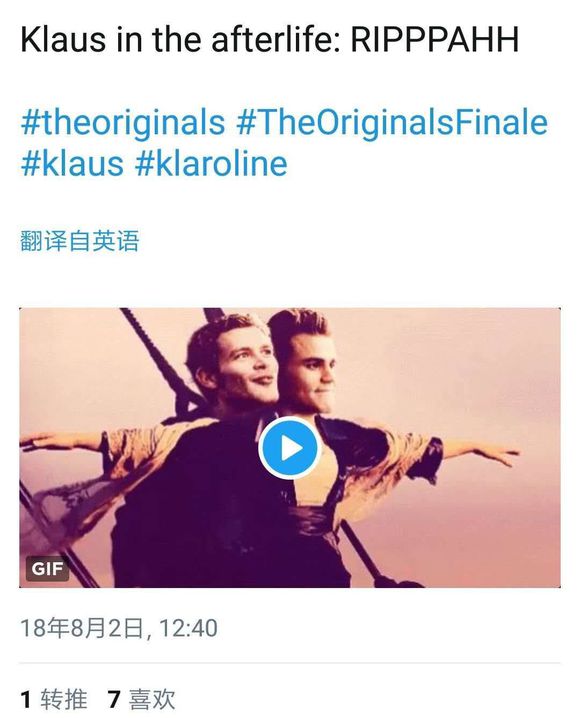 Klaus in the afterlife: RIPPPAHH
#theoriginals #TheOriginalsFinale
#klaus #klaroline
翻译自英语
GIF
18年8月2日, 12:40
1 转推 7 喜欢